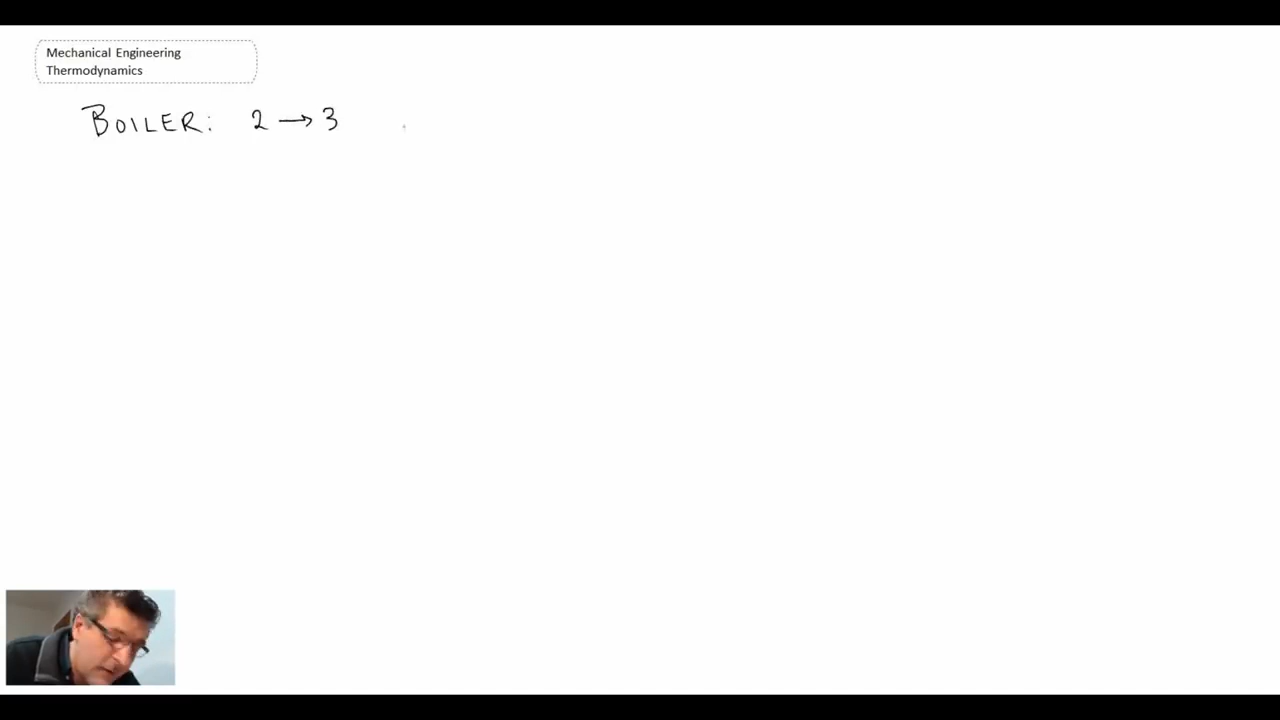 Mechanical Engineering
Thermodynamics
BOILER: 2 → 3